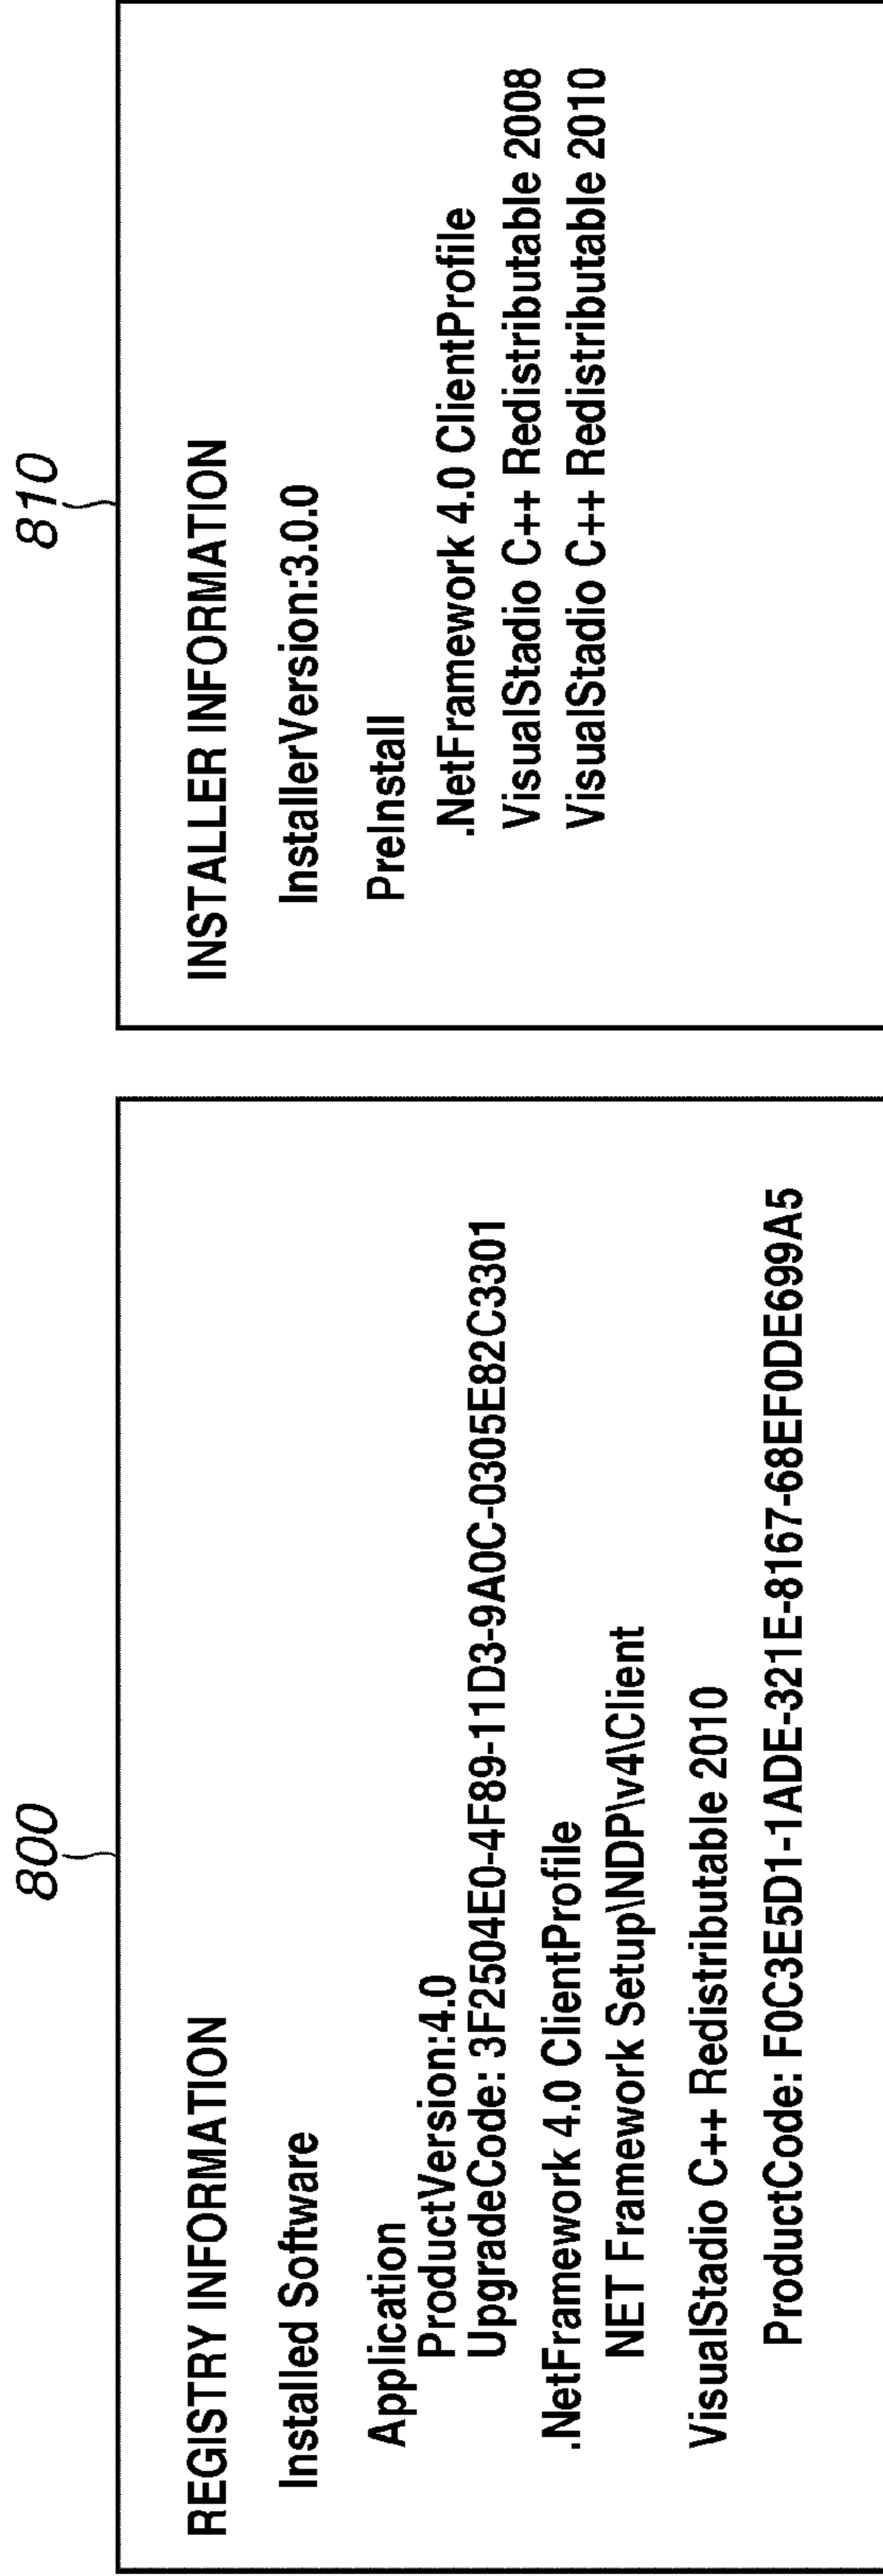 800
REGISTRY INFORMATION
Installed Software
Application
ProductVersion:4.0
UpgradeCode: 3F2504E0-4F89-11D3-9A0C-0305E82C3301
.NetFramework 4.0 ClientProfile
NET Framework Setup\NDP\v4\Client
VisualStadio C++ Redistributable 2010
ProductCode: F0C3E5D1-1ADE-321E-8167-68EF0DE699A5
810
INSTALLER INFORMATION
InstallerVersion:3.0.0
PreInstall
.NetFramework 4.0 ClientProfile
VisualStadio C++ Redistributable 2008
VisualStadio C++ Redistributable 2010